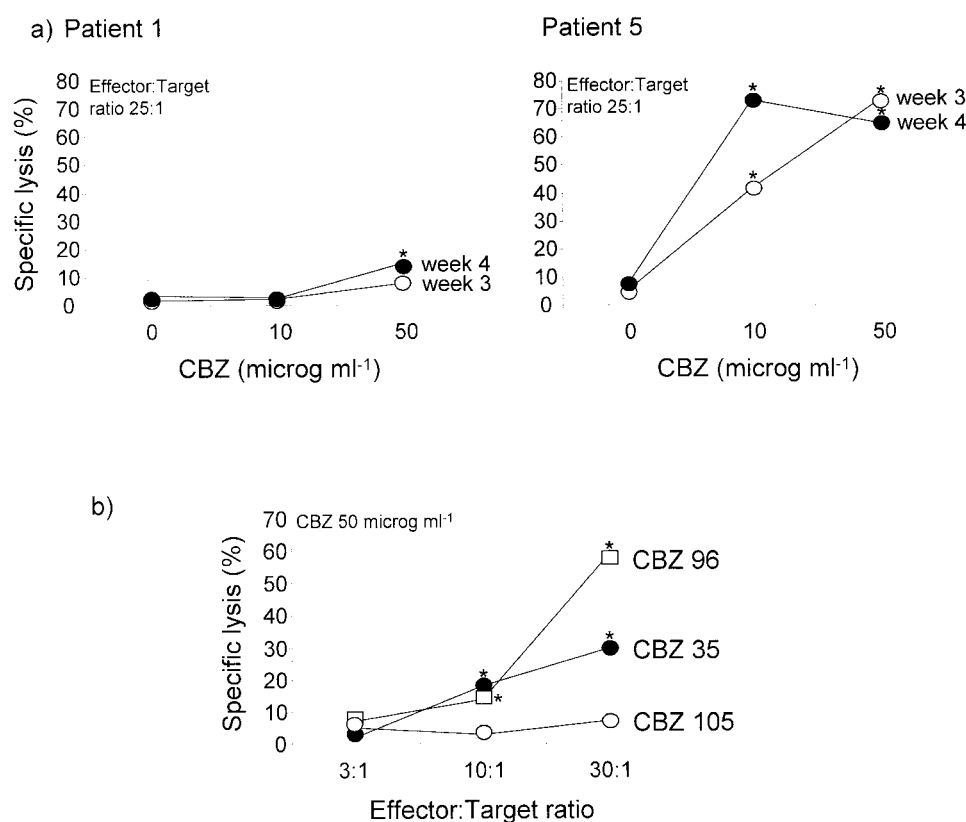 a) Patient 1
Effector:Target
ratio 25:1
Specific lysis (%)
80
70
60
50
40
30
20
10
0
*
week 4
week 3
0 10 50
CBZ (microg ml⁻¹)
Patient 5
Effector:Target
ratio 25:1
80
70
60
50
40
30
20
10
0
*
*
*
*
week 3
week 4
0 10 50
CBZ (microg ml⁻¹)
b)
CBZ 50 microg ml⁻¹
Specific lysis (%)
70
60
50
40
30
20
10
0
*
CBZ 96
*
CBZ 35
*
*
CBZ 105
3:1 10:1 30:1
Effector:Target ratio